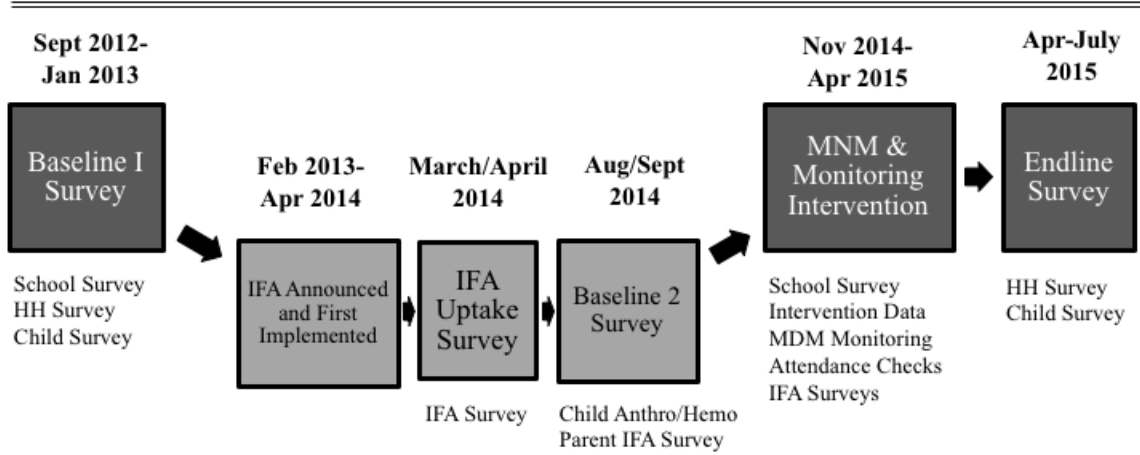 Sept 2012-
Jan 2013
Baseline I
Survey
School Survey
HH Survey
Child Survey
Feb 2013-
Apr 2014
IFA Announced
and First
Implemented
March/April
2014
IFA
Uptake
Survey
IFA Survey
Aug/Sept
2014
Baseline 2
Survey
Child Anthro/Hemo
Parent IFA Survey
Nov 2014-
Apr 2015
MNM &
Monitoring
Intervention
School Survey
Intervention Data
MDM Monitoring
Attendance Checks
IFA Surveys
Apr-July
2015
Endline
Survey
HH Survey
Child Survey